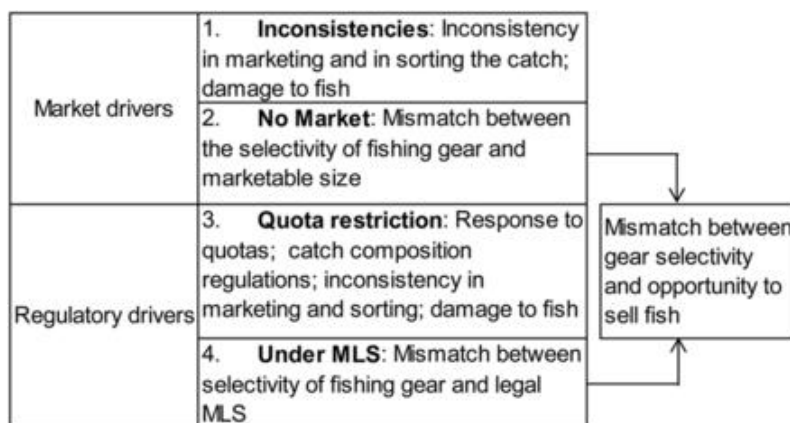 Market drivers
1. Inconsistencies: Inconsistency
in marketing and in sorting the catch;
damage to fish
2. No Market: Mismatch between
the selectivity of fishing gear and
marketable size
Regulatory drivers
3. Quota restriction: Response to
quotas; catch composition
regulations; inconsistency in
marketing and sorting; damage to fish
4. Under MLS: Mismatch between
selectivity of fishing gear and legal
MLS
Mismatch between
gear selectivity
and opportunity to
sell fish